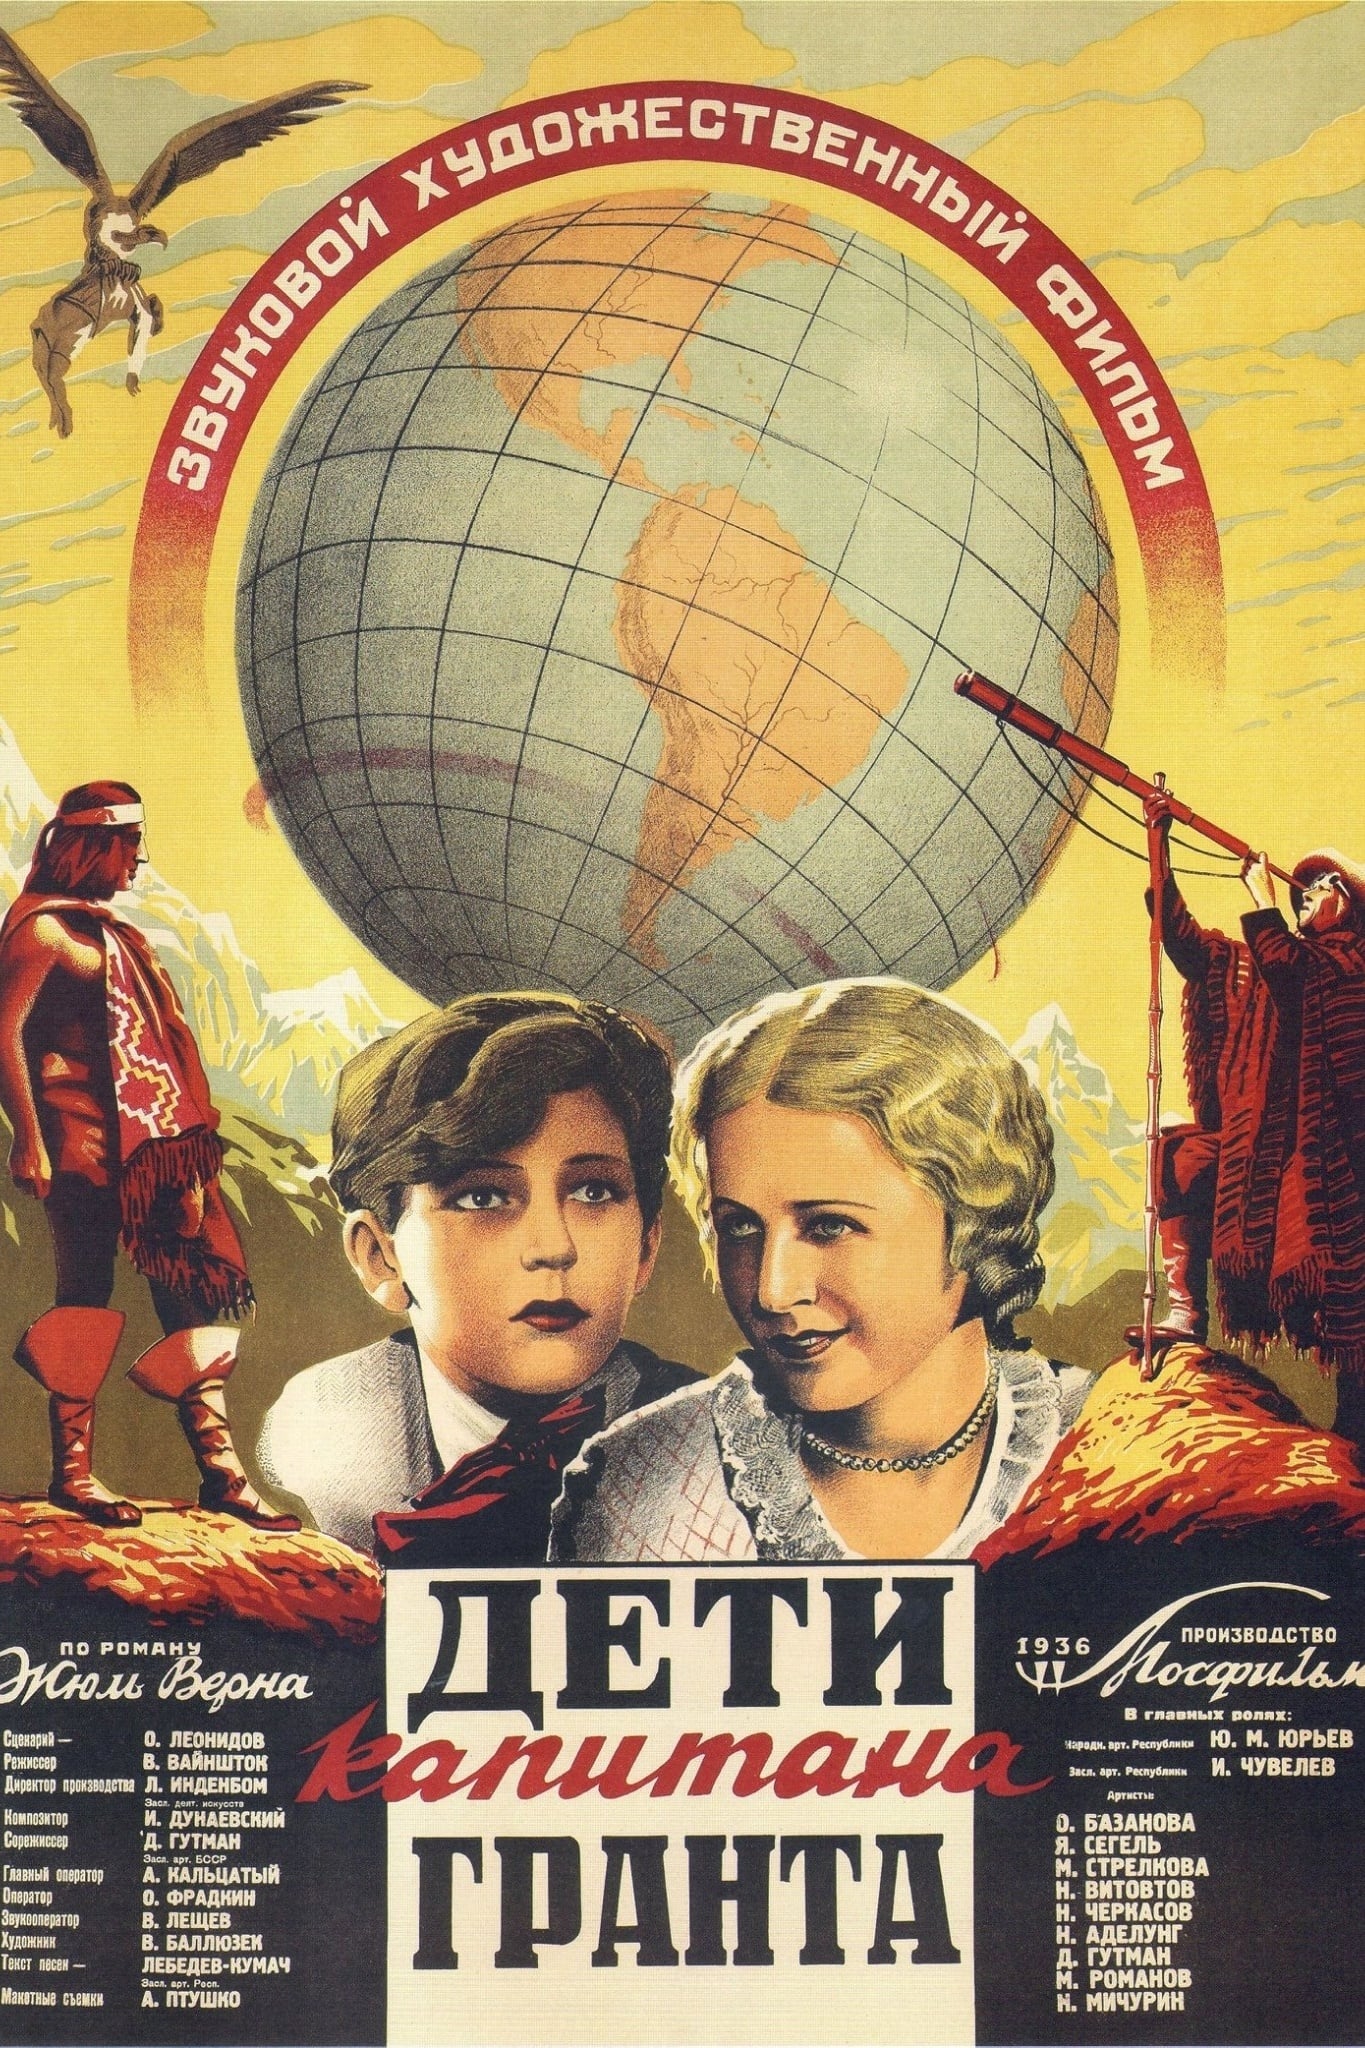 ЗВУКОВОЙ ХУДОЖЕСТВЕННЫЙ ФИЛЬМ
ДЕТИ
капитана
ГРАНТА
ПО РОМАНУ
Жюль Верна
Сценарий — О. ЛЕОНИДОВ
Режиссер В. ВАЙНШТОК
Директор производства Л. ИНДЕНБОМ
Засл. деят. искусств
Композитор И. ДУНАЕВСКИЙ
Сорежиссер Д. ГУТМАН
Засл. арт. БССР
Главный оператор А. КАЛЬЦАТЫЙ
Оператор О. ФРАДКИН
Звукооператор В. ЛЕЩЕВ
Художник В. БАЛЛЮЗЕК
Текст песен — ЛЕБЕДЕВ-КУМАЧ
Засл. арт. Респ.
Макотные съемки А. ПТУШКО
1936
ПРОИЗВОДСТВО
Мосфильм
В главных ролях:
Народн. арт. Республики Ю. М. ЮРЬЕВ
Засл. арт. Республики И. ЧУВЕЛЕВ
Артисты:
О. БАЗАНОВА
Я. СЕГЕЛЬ
М. СТРЕЛКОВА
Н. ВИТОВТОВ
Н. ЧЕРКАСОВ
Н. АДЕЛУНГ
Д. ГУТМАН
М. РОМАНОВ
Н. МИЧУРИН